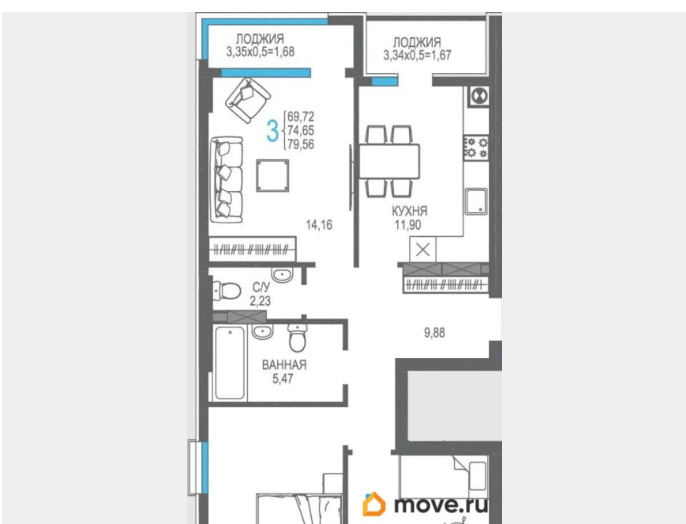 ЛОДЖИЯ
3,35x0,5=1,68
ЛОДЖИЯ
3,34x0,5=1,67
3
69,72
74,65
79,56
14,16
КУХНЯ
11,90
С/У
2,23
9,88
ВАННАЯ
5,47
move.ru